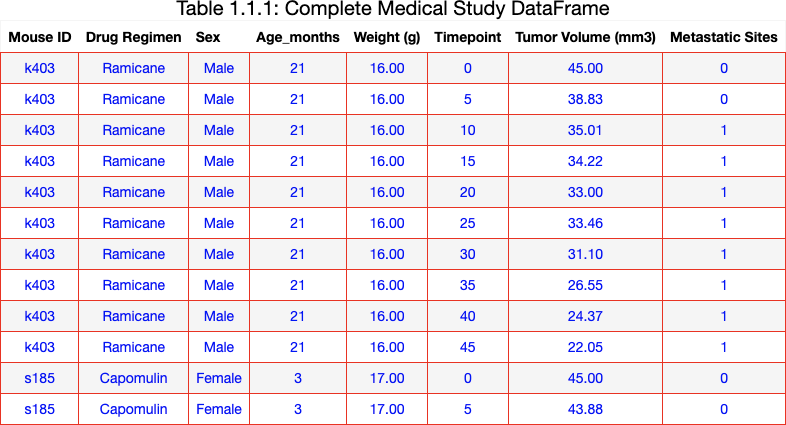 Table 1.1.1: Complete Medical Study DataFrame
Mouse ID Drug Regimen Sex Age_months Weight (g) Timepoint Tumor Volume (mm3) Metastatic Sites
k403 Ramicane Male 21 16.00 0 45.00 0
k403 Ramicane Male 21 16.00 5 38.83 0
k403 Ramicane Male 21 16.00 10 35.01 1
k403 Ramicane Male 21 16.00 15 34.22 1
k403 Ramicane Male 21 16.00 20 33.00 1
k403 Ramicane Male 21 16.00 25 33.46 1
k403 Ramicane Male 21 16.00 30 31.10 1
k403 Ramicane Male 21 16.00 35 26.55 1
k403 Ramicane Male 21 16.00 40 24.37 1
k403 Ramicane Male 21 16.00 45 22.05 1
s185 Capomulin Female 3 17.00 0 45.00 0
s185 Capomulin Female 3 17.00 5 43.88 0